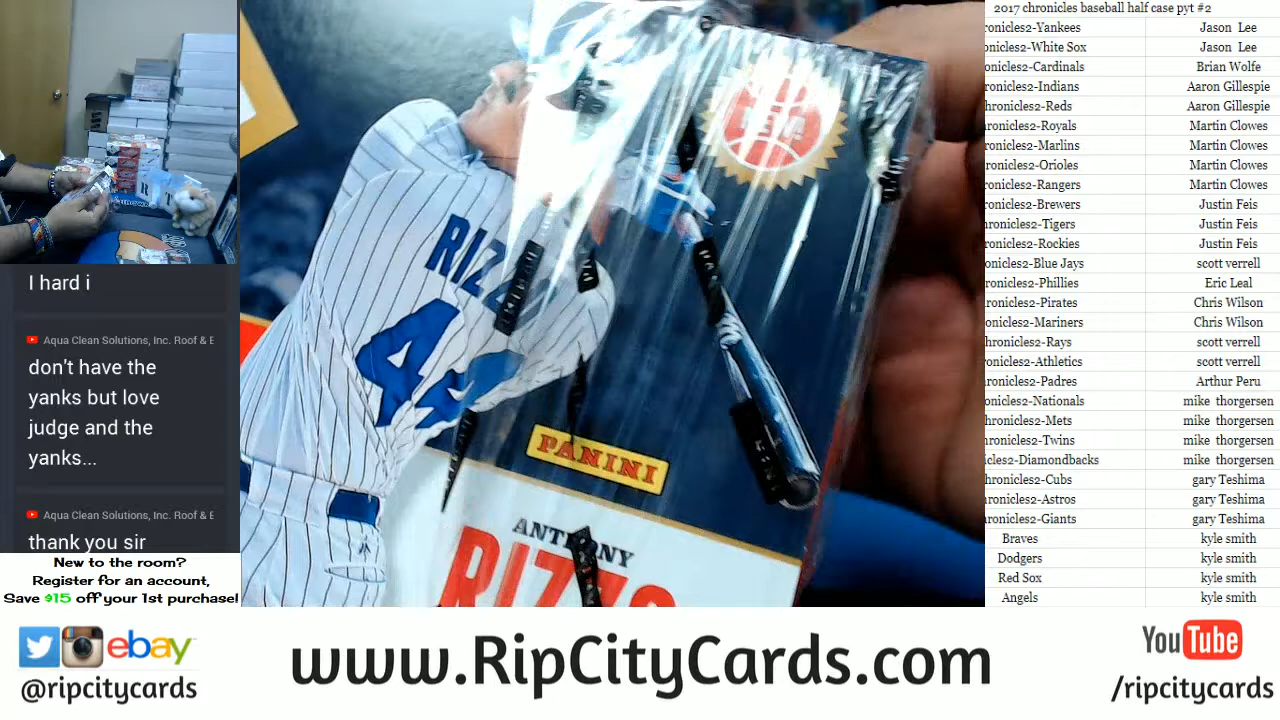 I hard i
Aqua Clean Solutions, Inc. Roof & E
don't have the
yanks but love
judge and the
yanks...
Aqua Clean Solutions, Inc. Roof & E
thank you sir
New to the room?
Register for an account,
Save $15 off your 1st purchase!
RIZZ
44
PANINI
ANTHONY
RIZZO
2017 chronicles baseball half case pyt #2
ronicles2-Yankees Jason Lee
onicles2-White Sox Jason Lee
ronicles2-Cardinals Brian Wolfe
ronicles2-Indians Aaron Gillespie
hronicles2-Reds Aaron Gillespie
ronicles2-Royals Martin Clowes
ronicles2-Marlins Martin Clowes
ronicles2-Orioles Martin Clowes
ronicles2-Rangers Martin Clowes
ronicles2-Brewers Justin Feis
ronicles2-Tigers Justin Feis
ronicles2-Rockies Justin Feis
onicles2-Blue Jays scott verrell
ronicles2-Phillies Eric Leal
ronicles2-Pirates Chris Wilson
onicles2-Mariners Chris Wilson
hronicles2-Rays scott verrell
ronicles2-Athletics scott verrell
ronicles2-Padres Arthur Peru
onicles2-Nationals mike thorgersen
hronicles2-Mets mike thorgersen
hronicles2-Twins mike thorgersen
icles2-Diamondbacks mike thorgersen
hronicles2-Cubs gary Teshima
ronicles2-Astros gary Teshima
ronicles2-Giants gary Teshima
Braves kyle smith
Dodgers kyle smith
Red Sox kyle smith
Angels kyle smith
ebay
@ripcitycards
www.RipCityCards.com
YouTube
/ripcitycards